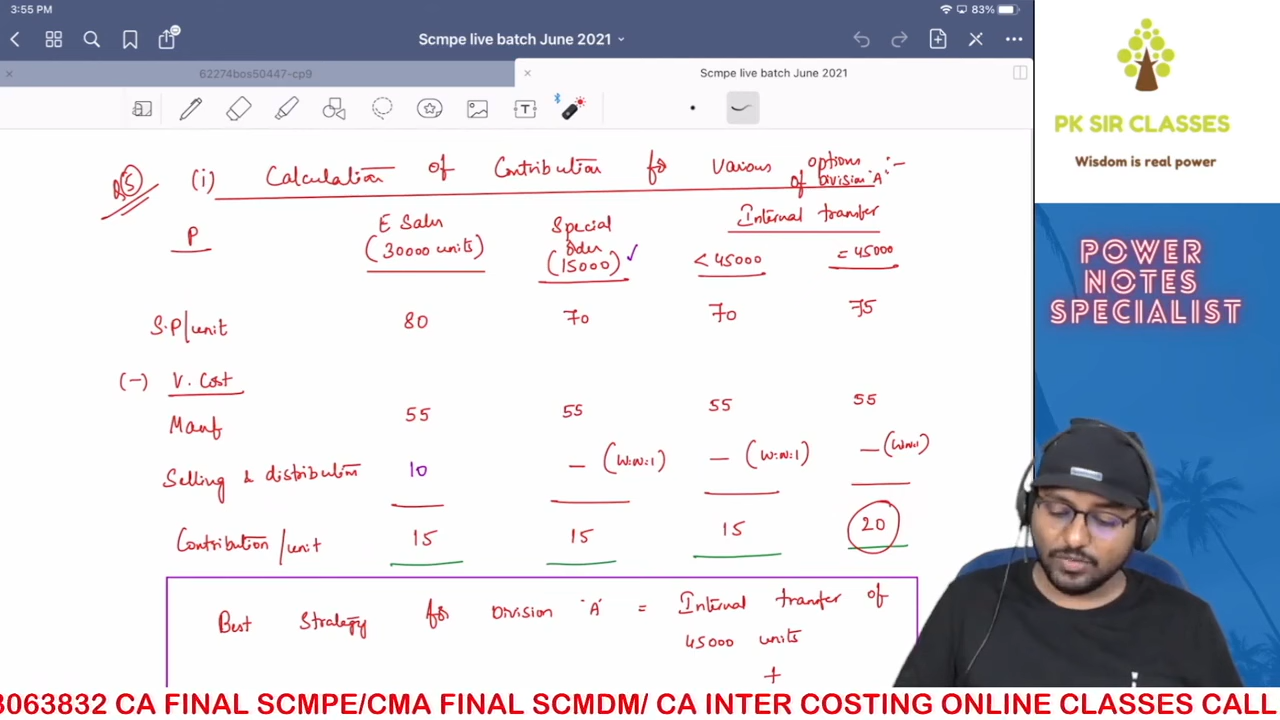 3:55 PM
83%
Scmpe live batch June 2021
62274bos50447-cp9
Scmpe live batch June 2021
PK SIR CLASSES
Wisdom is real power
POWER
NOTES
SPECIALIST
Q5 (i) Calculation of Contribution for various options
of Division 'A' :-
P
E Sales
(30000 units)
Special
order
(15000) ✓
Internal transfer
< 45000
= 45000
S.P/unit 80 70 70 75
(-) V. Cost
Manf 55 55 55 55
Selling & distribution 10 - (W.N:1) - (W.N:1) - (W.N:1)
Contribution /unit 15 15 15 20
Best Strategy for Division 'A' = Internal transfer of
45000 units
+
3063832 CA FINAL SCMPE/CMA FINAL SCMDM/ CA INTER COSTING ONLINE CLASSES CALL